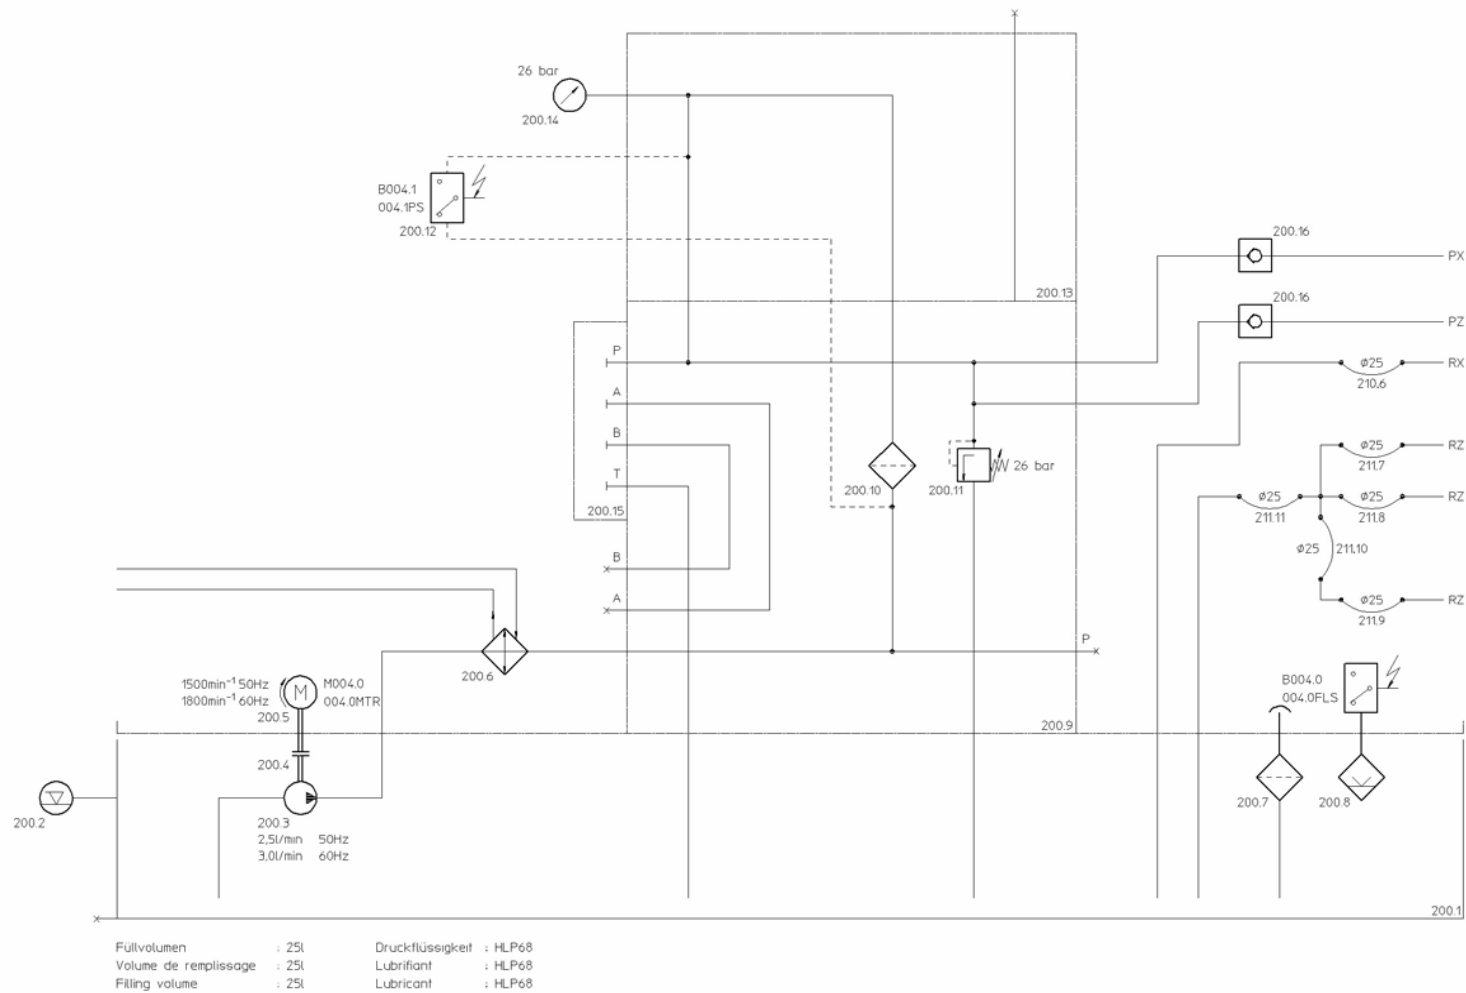 26 bar
200.14
B004.1
004.1PS
200.12
200.16
PX
200.13
200.16
PZ
P
ø25
RX
210.6
A
B
ø25
RZ
211.7
T
200.10
200.11
26 bar
200.15
ø25
211.11
ø25
RZ
211.8
B
ø25
211.10
A
ø25
RZ
211.9
P
200.6
1500min⁻¹ 50Hz
1800min⁻¹ 60Hz
M
M004.0
004.0MTR
200.5
B004.0
004.0FLS
200.9
200.4
200.2
200.3
2,5l/min 50Hz
3,0l/min 60Hz
200.7
200.8
200.1
Füllvolumen : 25l Druckflüssigkeit : HLP68
Volume de remplissage : 25l Lubrifiant : HLP68
Filling volume : 25l Lubricant : HLP68